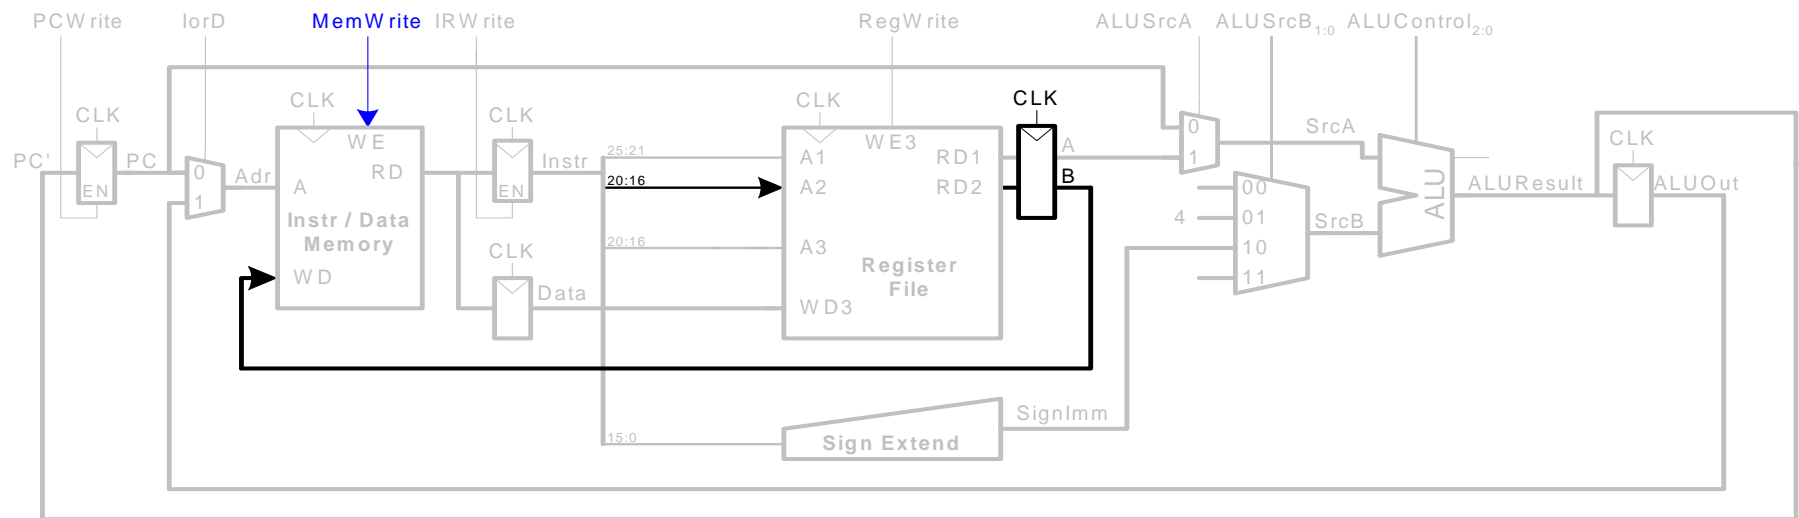 PCWrite IorD MemWrite IRWrite RegWrite ALUSrcA ALUSrcB1:0 ALUControl2:0
CLK CLK CLK CLK CLK CLK
PC' PC EN
0 1 Adr
WE
RD
A
Instr / Data
Memory
WD
EN
Instr
CLK
Data
25:21
20:16
20:16
15:0
WE3
A1 RD1
A2 RD2
A3
Register
File
WD3
A
B
Sign Extend
SignImm
0
1
SrcA
00
4 01
10
11
SrcB
ALU
ALUResult
ALUOut